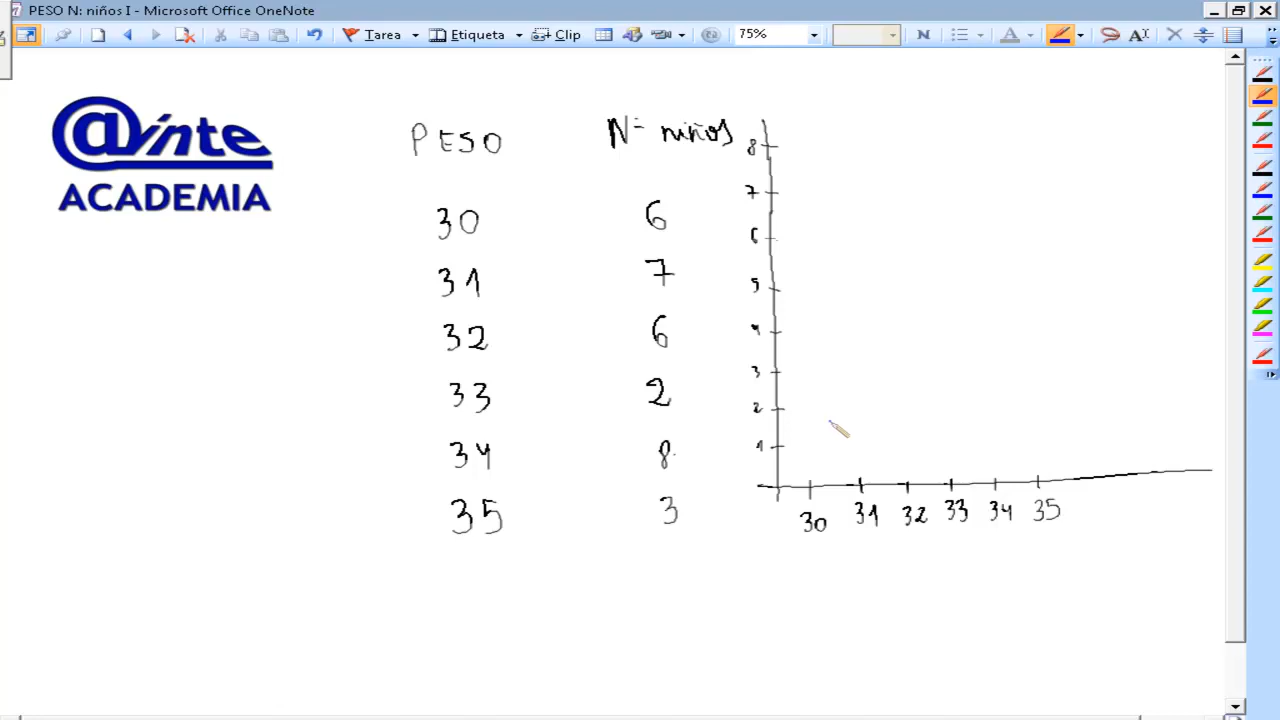 PESO N: niños I - Microsoft Office OneNote
Tarea Etiqueta Clip 75% N A
@vinte
ACADEMIA
PESO Nº niños
30 6
31 7
32 6
33 2
34 8
35 3
8
7
6
5
4
3
2
1
30 31 32 33 34 35